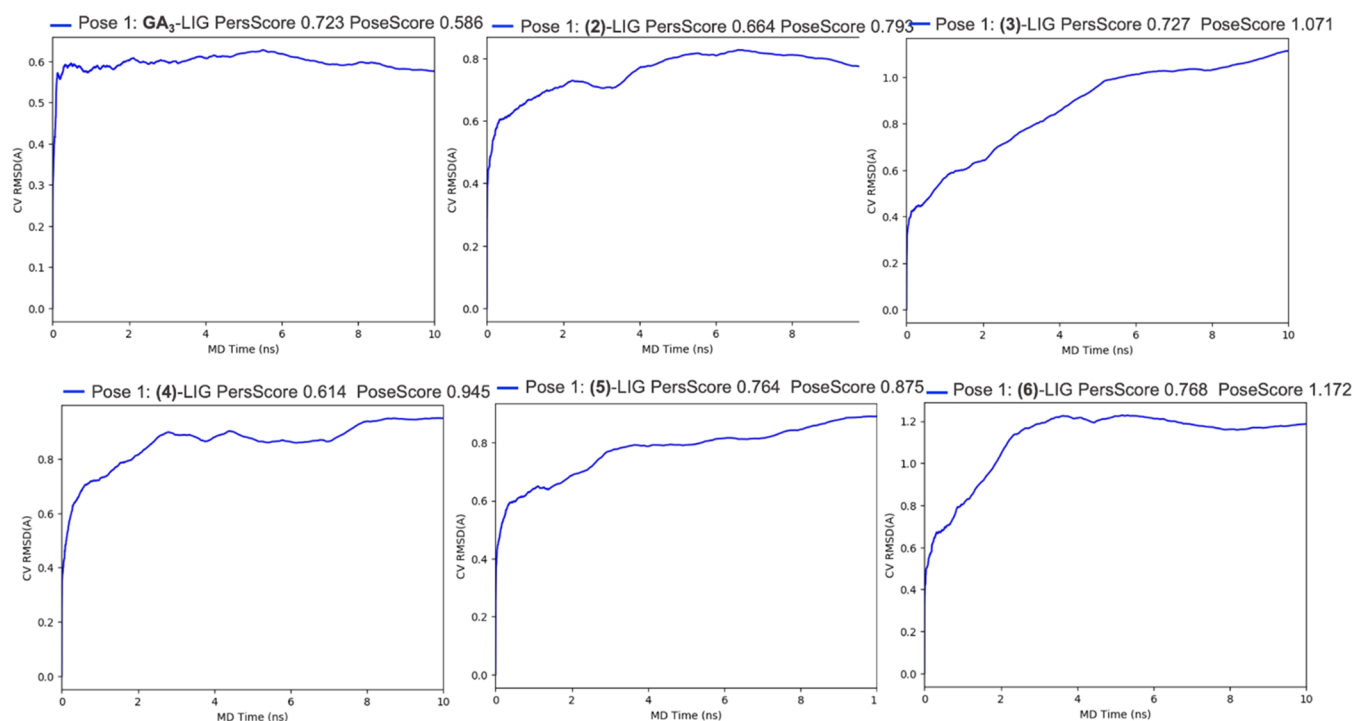 Pose 1: GA₃-LIG PersScore 0.723 PoseScore 0.586
0.6
0.5
0.4
0.3
0.2
0.1
0.0
CV RMSD(A)
0 2 4 6 8 10
MD Time (ns)
Pose 1: (2)-LIG PersScore 0.664 PoseScore 0.793
0.8
0.6
0.4
0.2
0.0
CV RMSD(A)
0 2 4 6 8
MD Time (ns)
Pose 1: (3)-LIG PersScore 0.727 PoseScore 1.071
1.0
0.8
0.6
0.4
0.2
0.0
CV RMSD(A)
0 2 4 6 8 10
MD Time (ns)
Pose 1: (4)-LIG PersScore 0.614 PoseScore 0.945
0.8
0.6
0.4
0.2
0.0
CV RMSD(A)
0 2 4 6 8 10
MD Time (ns)
Pose 1: (5)-LIG PersScore 0.764 PoseScore 0.875
0.8
0.6
0.4
0.2
0.0
CV RMSD(A)
0 2 4 6 8 1
MD Time (ns)
Pose 1: (6)-LIG PersScore 0.768 PoseScore 1.172
1.2
1.0
0.8
0.6
0.4
0.2
0.0
CV RMSD(A)
0 2 4 6 8 10
MD Time (ns)